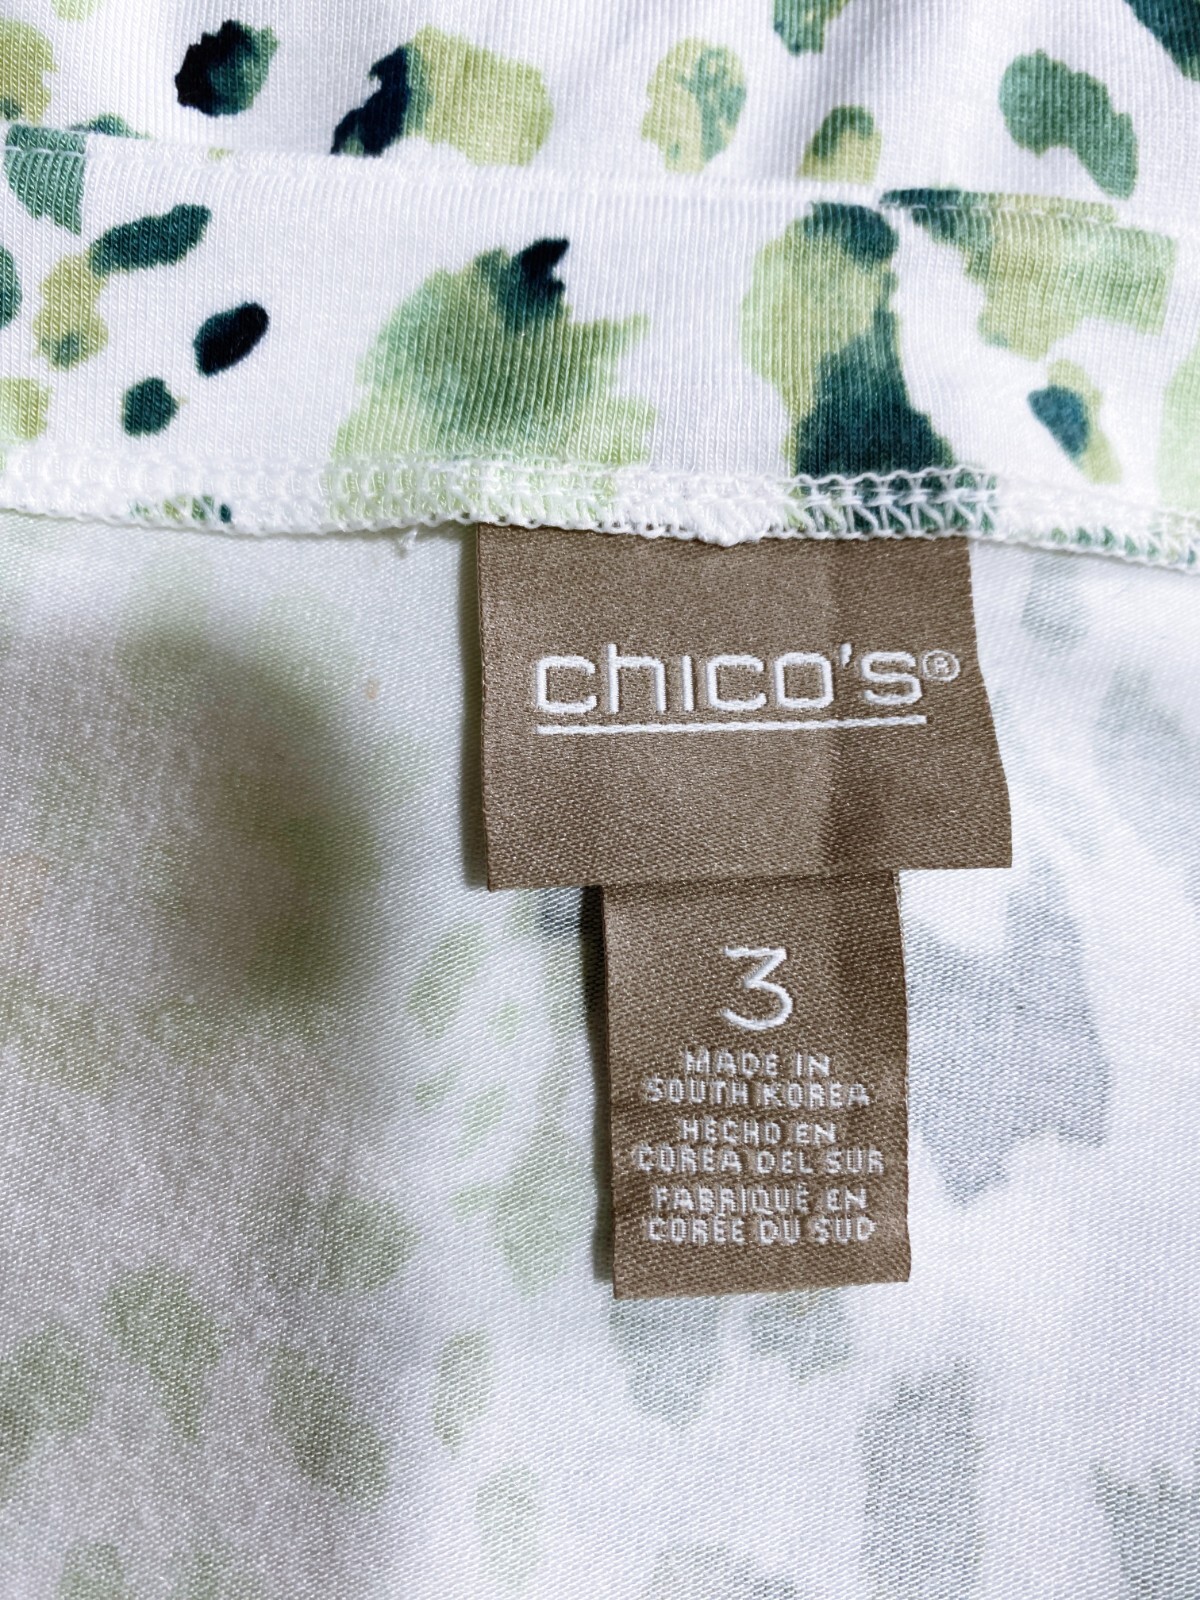 chico's®
3
MADE IN
SOUTH KOREA
HECHO EN
COREA DEL SUR
FABRIQUÉ EN
CORÉE DU SUD